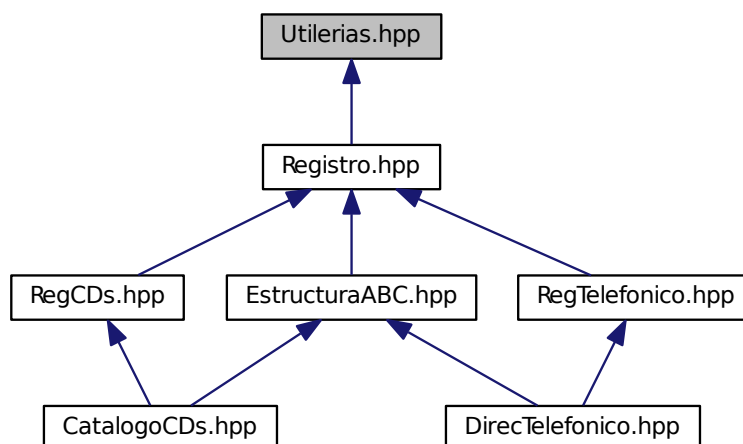 Utilerias.hpp
Registro.hpp
RegCDs.hpp
EstructuraABC.hpp
RegTelefonico.hpp
CatalogoCDs.hpp
DirecTelefonico.hpp